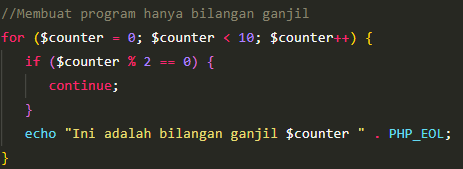 //Membuat program hanya bilangan ganjil
for ($counter = 0; $counter < 10; $counter++) {
if ($counter % 2 == 0) {
continue;
}
echo "Ini adalah bilangan ganjil $counter " . PHP_EOL;
}